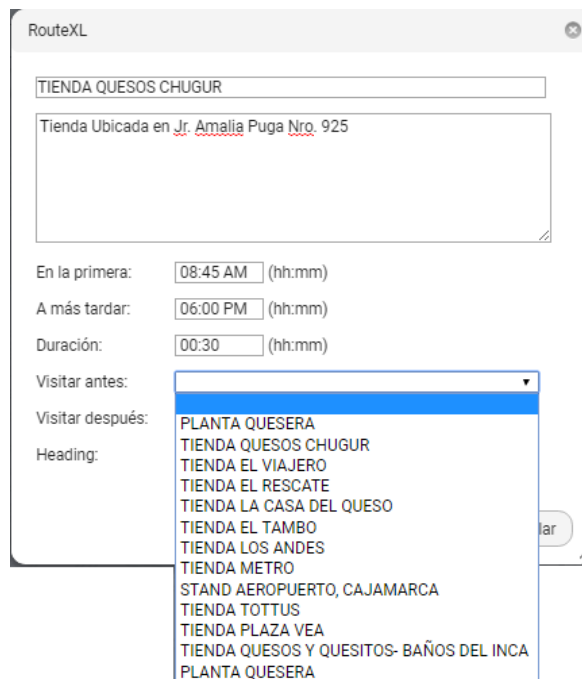 RouteXL
TIENDA QUESOS CHUGUR
Tienda Ubicada en Jr. Amalia Puga Nro. 925
En la primera: 08:45 AM (hh:mm)
A más tardar: 06:00 PM (hh:mm)
Duración: 00:30 (hh:mm)
Visitar antes:
Visitar después:
PLANTA QUESERA
TIENDA QUESOS CHUGUR
Heading:
TIENDA EL VIAJERO
TIENDA EL RESCATE
TIENDA LA CASA DEL QUESO
TIENDA EL TAMBO
lar
TIENDA LOS ANDES
TIENDA METRO
STAND AEROPUERTO, CAJAMARCA
TIENDA TOTTUS
TIENDA PLAZA VEA
TIENDA QUESOS Y QUESITOS- BAÑOS DEL INCA
PLANTA QUESERA